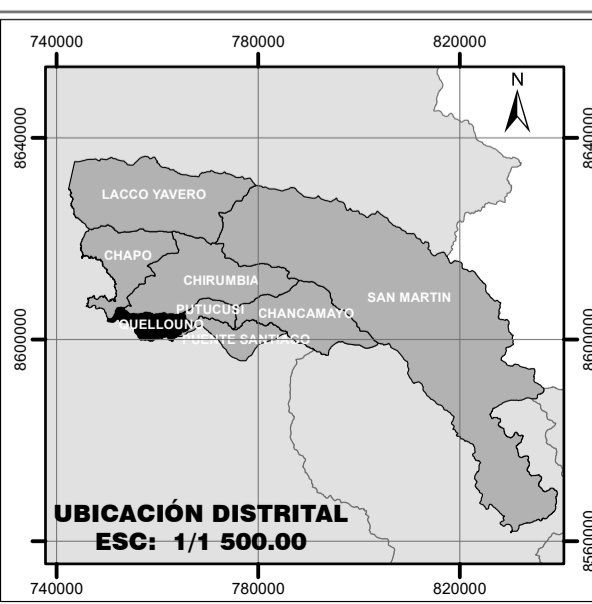 740000 780000 820000
N
8640000 8640000
LACCO YAVERO
CHAPO
CHIRUMBIA
SAN MARTIN
PUTUCUSI
CHANCAMAYO
QUELLOUNO
PUENTE SANTIAGO
8600000 8600000
UBICACIÓN DISTRITAL
ESC: 1/1 500.00
8560000
740000 780000 820000